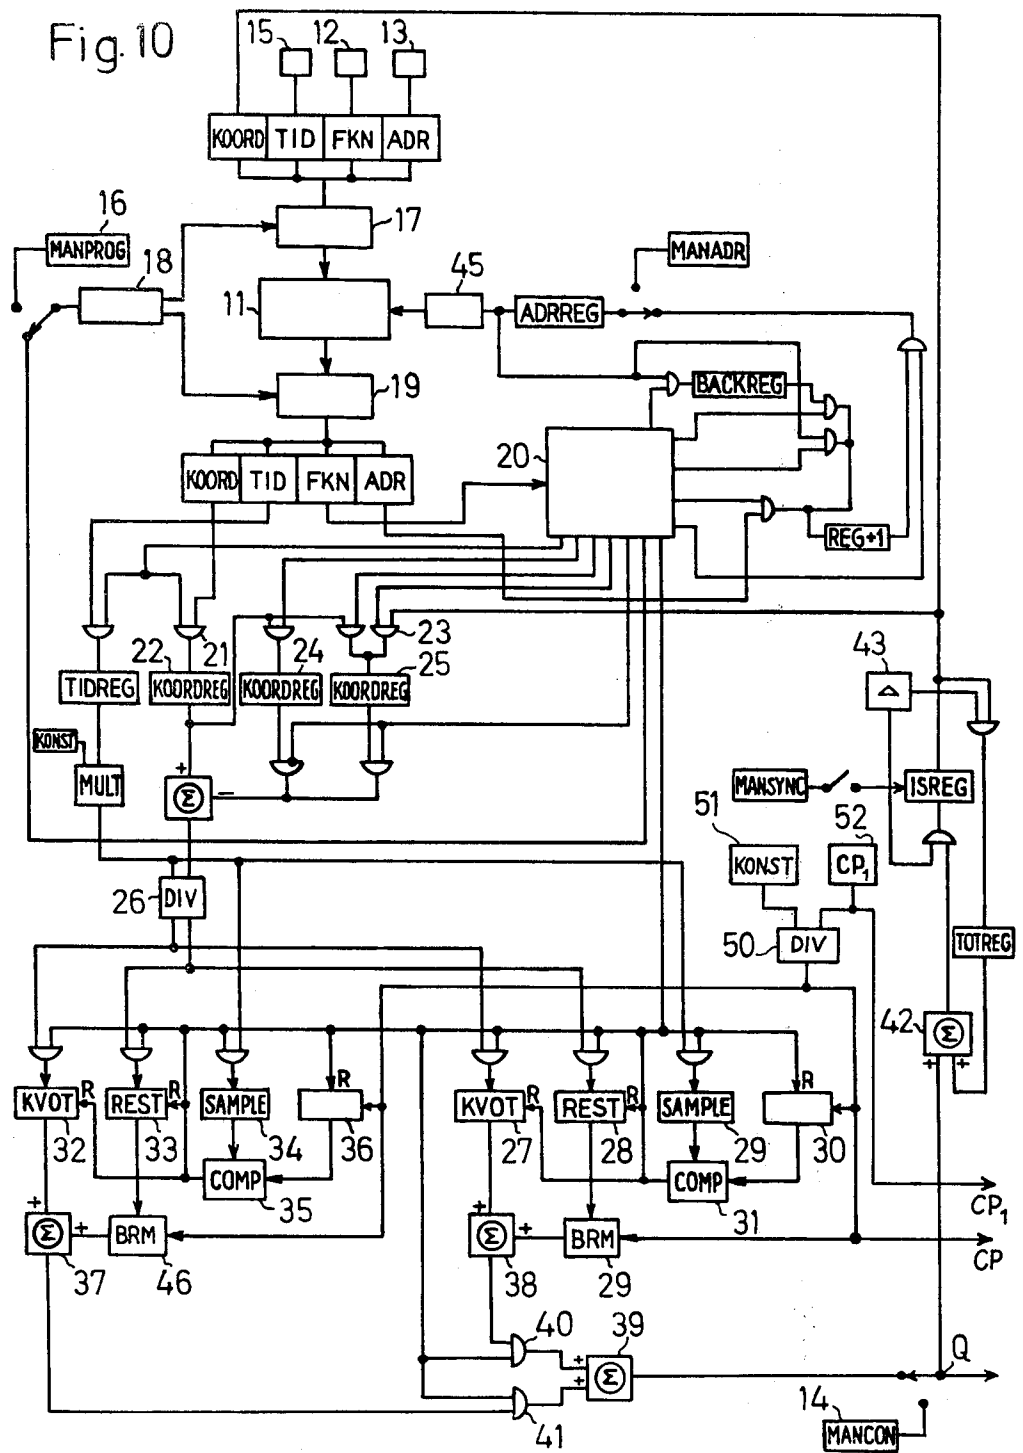 Fig. 10
15 12 13
KOORD TID FKN ADR
16
MANPROG
17
18
MANADR
45
11
ADRREG
19
BACKREG
20
KOORD TID FKN ADR
REG+1
22 21 24 23 25
43
TIDREG KOORDREG KOORDREG KOORDREG
Δ
KONST
MULT
+
Σ
−
MANSYNC
ISREG
51 52
KONST CP1
26 DIV
50 DIV
TOTREG
42 Σ
+ +
R R R R
KVOT REST SAMPLE
KVOT REST SAMPLE
32 33 34 36 27 28 29 30
COMP
35
COMP
31
CP1
+
Σ
+
BRM
+
Σ
+
BRM
37 46 38 29
CP
40 39
+
+
Σ
Q
41
14
MANCON